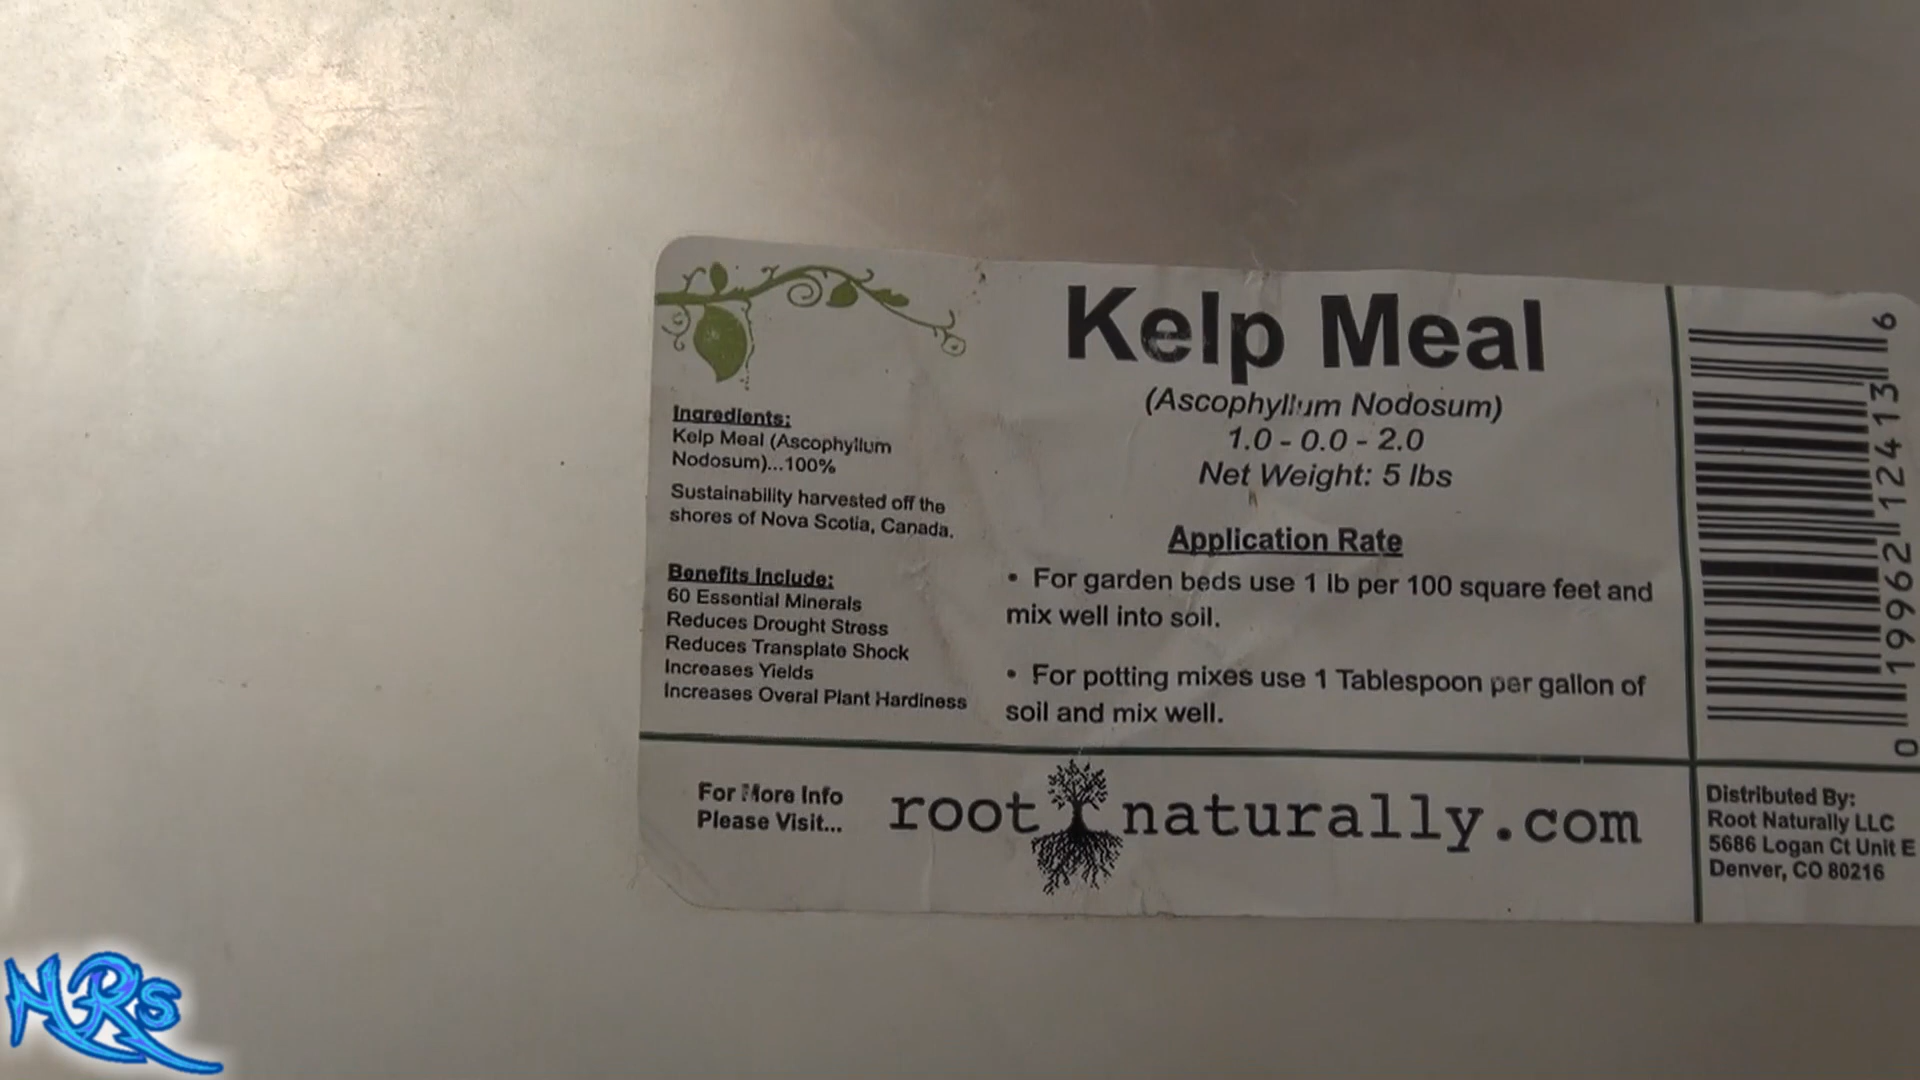 Kelp Meal
(Ascophyllum Nodosum)
1.0 - 0.0 - 2.0
Net Weight: 5 lbs
Ingredients:
Kelp Meal (Ascophyllum
Nodosum)...100%
Sustainability harvested off the
shores of Nova Scotia, Canada.
Benefits Include:
60 Essential Minerals
Reduces Drought Stress
Reduces Transplate Shock
Increases Yields
Increases Overal Plant Hardiness
Application Rate
• For garden beds use 1 lb per 100 square feet and
mix well into soil.
• For potting mixes use 1 Tablespoon per gallon of
soil and mix well.
For More Info
Please Visit...
root naturally.com
0 19962 12413 6
Distributed By:
Root Naturally LLC
5686 Logan Ct Unit E
Denver, CO 80216
NRs